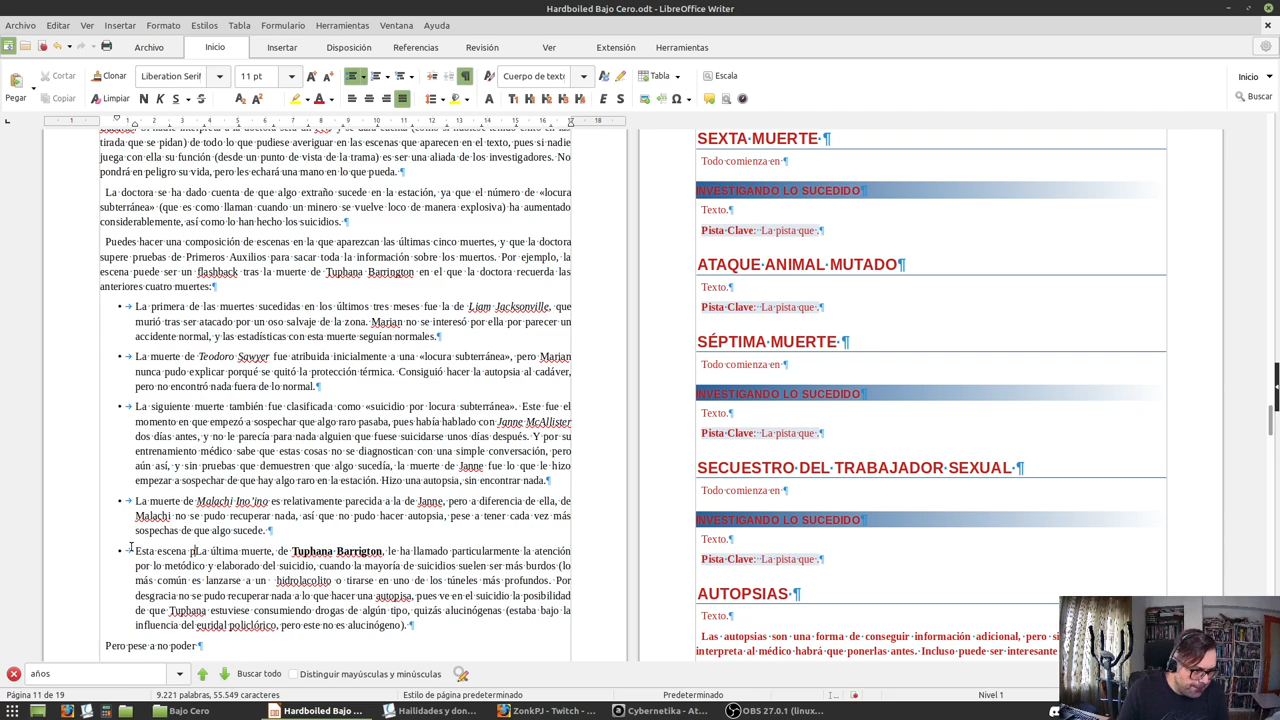 Hardboiled Bajo Cero.odt - LibreOffice Writer
Archivo Editar Ver Insertar Formato Estilos Tabla Formulario Herramientas Ventana Ayuda
Archivo Inicio Insertar Disposición Referencias Revisión Ver Extensión Herramientas
Cortar Clonar Liberation Serif 11 pt Cuerpo de texto Tabla Escala Inicio
Pegar Copiar Limpiar Buscar
juega con ella su función (desde un punto de vista de la trama) es ser una aliada de los investigadores. No
pondrá en peligro su vida, pero les echará una mano en lo que pueda. ¶
La doctora se ha dado cuenta de que algo extraño sucede en la estación, ya que el número de «locura
subterránea» (que es como llaman cuando un minero se vuelve loco de manera explosiva) ha aumentado
considerablemente, así como lo han hecho los suicidios. ¶
Puedes hacer una composición de escenas en la que aparezcan las últimas cinco muertes, y que la doctora
supere pruebas de Primeros Auxilios para sacar toda la información sobre los muertos. Por ejemplo, la
escena puede ser un flashback tras la muerte de Tuphana Barrington en el que la doctora recuerda las
anteriores cuatro muertes:¶
• La primera de las muertes sucedidas en los últimos tres meses fue la de Liam Jacksonville, que
murió tras ser atacado por un oso salvaje de la zona. Marian no se interesó por ella por parecer un
accidente normal, y las estadísticas con esta muerte seguían normales.¶
• La muerte de Teodoro Sawyer fue atribuida inicialmente a una «locura subterránea», pero Marian
nunca pudo explicar porqué se quitó la protección térmica. Consiguió hacer la autopsia al cadáver,
pero no encontró nada fuera de lo normal.¶
• La siguiente muerte también fue clasificada como «suicidio por locura subterránea». Este fue el
momento en que empezó a sospechar que algo raro pasaba, pues había hablado con Janne McAllister
dos días antes, y no le parecía para nada alguien que fuese suicidarse unos días después. Y por su
entrenamiento médico sabe que estas cosas no se diagnostican con una simple conversación, pero
aún así, y sin pruebas que demuestren que algo sucedía, la muerte de Janne fue lo que le hizo
empezar a sospechar de que hay algo raro en la estación. Hizo una autopsia, sin encontrar nada.¶
• La muerte de Malachi Ino'ino es relativamente parecida a la de Janne, pero a diferencia de ella, de
Malachi no se pudo recuperar nada, así que no pudo hacer autopsia, pese a tener cada vez más
sospechas de que algo sucede. ¶
• Esta escena pLa última muerte, de Tuphana Barrigton, le ha llamado particularmente la atención
por lo metódico y elaborado del suicidio, cuando la mayoría de suicidios suelen ser más burdos (lo
más común es lanzarse a un hidrolacolito o tirarse en uno de los túneles más profundos. Por
desgracia no se pudo recuperar nada a lo que hacer una autopisa, pues ve en el suicidio la posibilidad
de que Tuphana estuviese consumiendo drogas de algún tipo, quizás alucinógenas (estaba bajo la
influencia del euridal policlórico, pero este no es alucinógeno). ¶
Pero pese a no poder ¶
SEXTA MUERTE ¶
Todo comienza en ¶
INVESTIGANDO LO SUCEDIDO¶
Texto.¶
Pista Clave: La pista que .¶
ATAQUE ANIMAL MUTADO¶
Texto.¶
Pista Clave: La pista que .¶
SÉPTIMA MUERTE ¶
Todo comienza en ¶
INVESTIGANDO LO SUCEDIDO¶
Texto.¶
Pista Clave: La pista que .¶
SECUESTRO DEL TRABAJADOR SEXUAL ¶
Todo comienza en ¶
INVESTIGANDO LO SUCEDIDO¶
Texto.¶
Pista Clave: La pista que .¶
AUTOPSIAS ¶
Texto.¶
Las autopsias son una forma de conseguir información adicional, pero si
interpreta al médico habrá que ponerlas antes. Incluso puede ser interesante
años Buscar todo Distinguir mayúsculas y minúsculas
Página 11 de 19 9.221 palabras, 55.549 caracteres Estilo de página predeterminado Predeterminado Nivel 1
Bajo Cero Hardboiled Bajo ... Hailidades y don... ZonkPJ - Twitch - ... Cybernetika - Am... OBS 27.0.1 (linux...